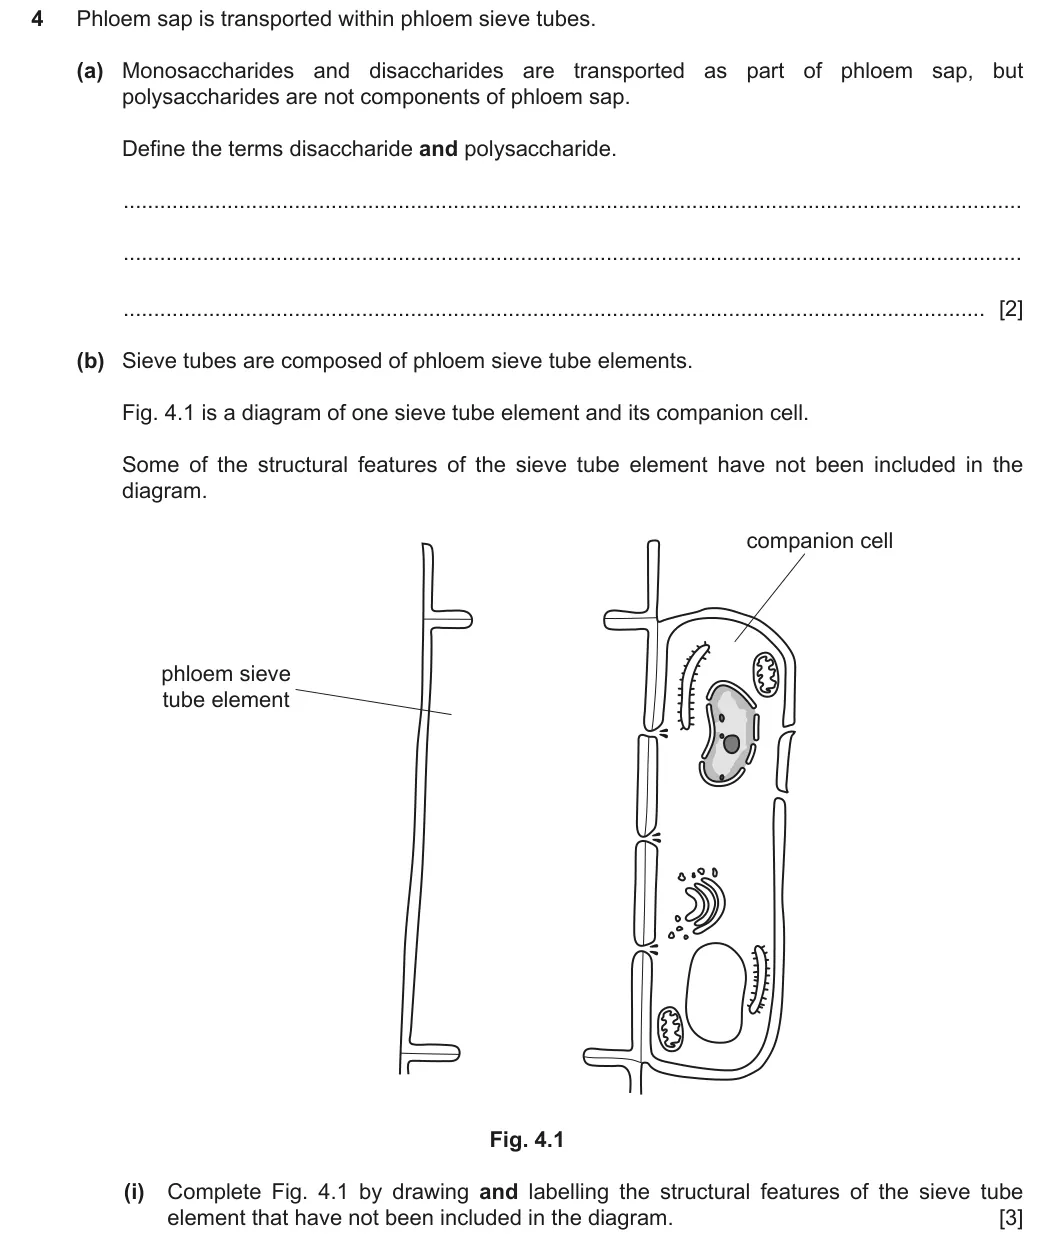 4 Phloem sap is transported within phloem sieve tubes.
(a) Monosaccharides and disaccharides are transported as part of phloem sap, but
polysaccharides are not components of phloem sap.
Define the terms disaccharide and polysaccharide.
..........................................................................................................................................................
..........................................................................................................................................................
.................................................................................................................................................... [2]
(b) Sieve tubes are composed of phloem sieve tube elements.
Fig. 4.1 is a diagram of one sieve tube element and its companion cell.
Some of the structural features of the sieve tube element have not been included in the
diagram.
companion cell
phloem sieve
tube element
Fig. 4.1
(i) Complete Fig. 4.1 by drawing and labelling the structural features of the sieve tube
element that have not been included in the diagram. [3]